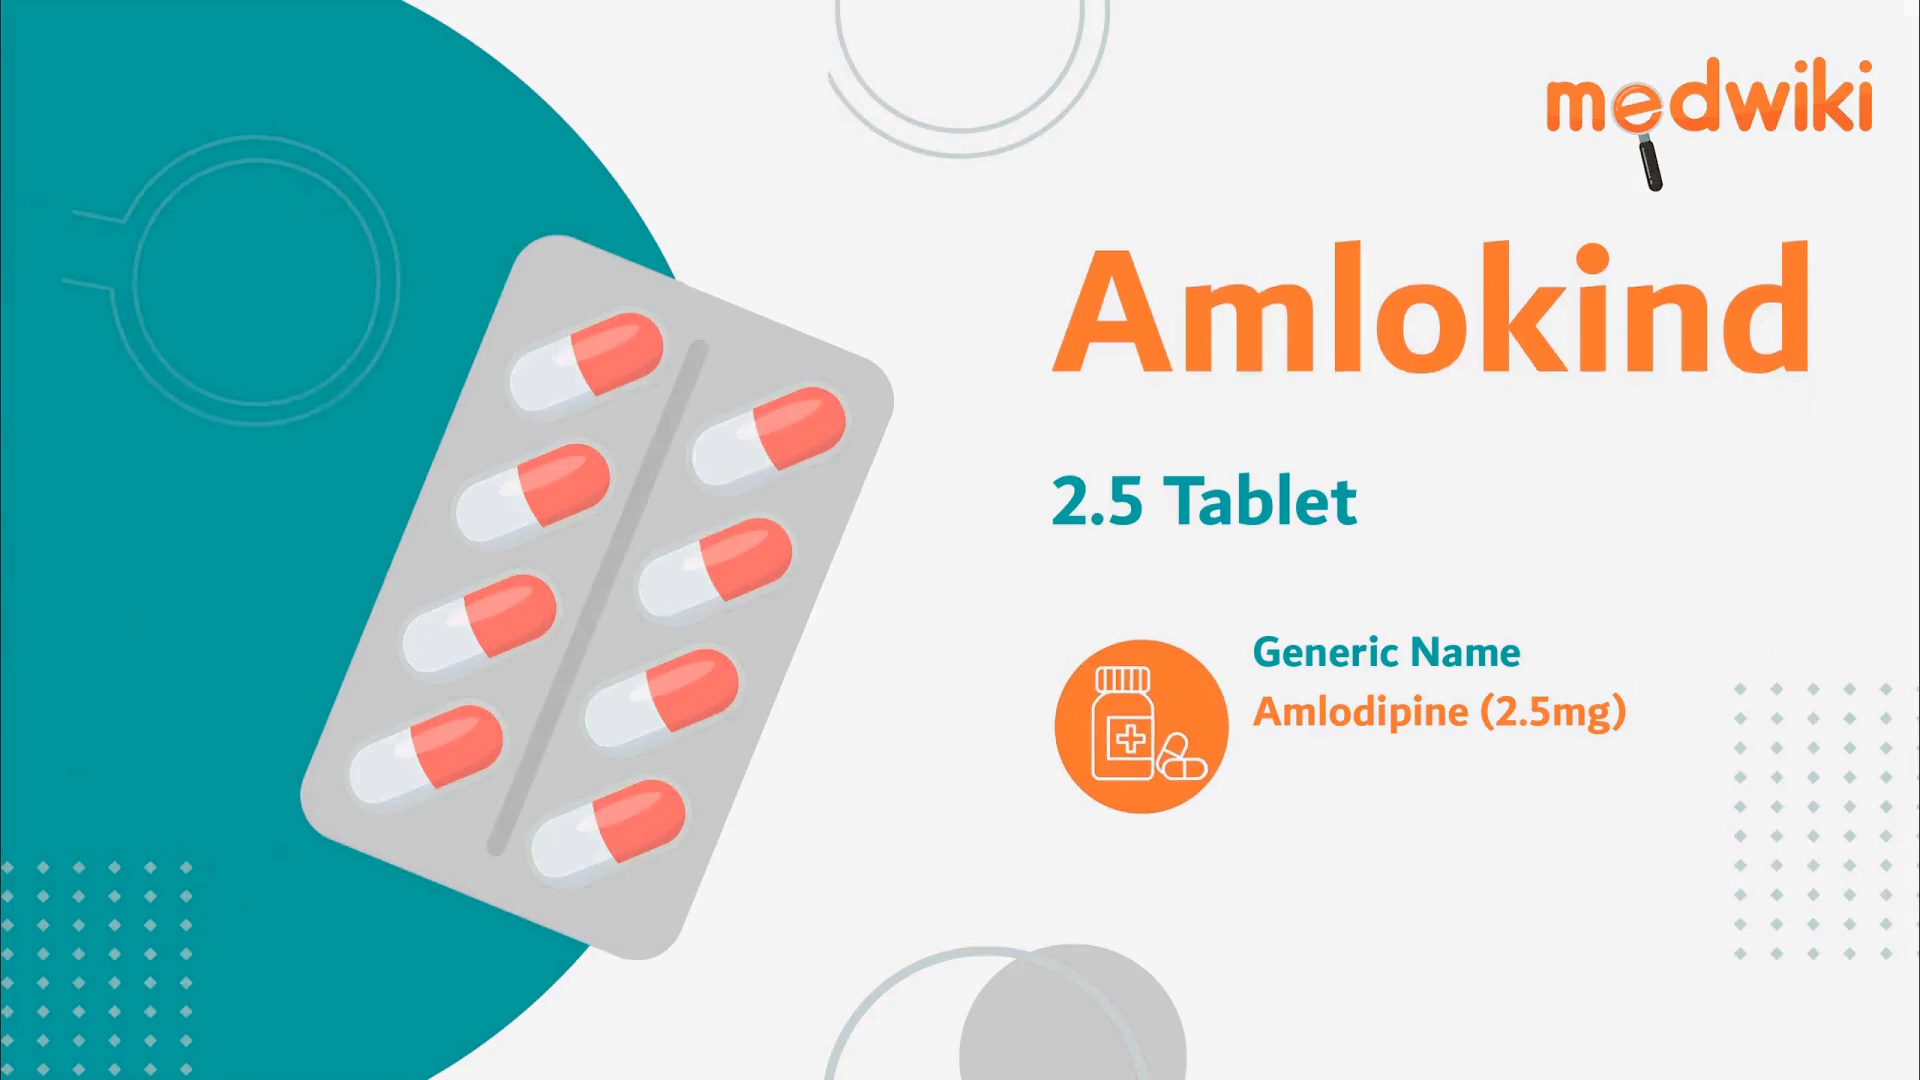 medwiki
Amlokind
2.5 Tablet
Generic Name
Amlodipine (2.5mg)